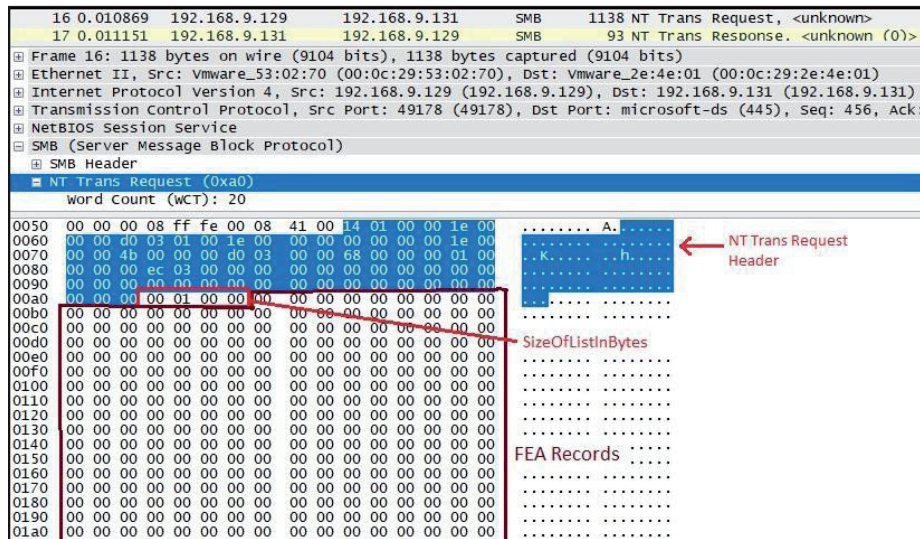 16 0.010869 192.168.9.129 192.168.9.131 SMB 1138 NT Trans Request, <unknown>
17 0.011151 192.168.9.131 192.168.9.129 SMB 93 NT Trans Response, <unknown (0)>
Frame 16: 1138 bytes on wire (9104 bits), 1138 bytes captured (9104 bits)
Ethernet II, Src: Vmware_53:02:70 (00:0c:29:53:02:70), Dst: Vmware_2e:4e:01 (00:0c:29:2e:4e:01)
Internet Protocol Version 4, Src: 192.168.9.129 (192.168.9.129), Dst: 192.168.9.131 (192.168.9.131)
Transmission Control Protocol, Src Port: 49178 (49178), Dst Port: microsoft-ds (445), Seq: 456, Ack:
NetBIOS Session Service
SMB (Server Message Block Protocol)
SMB Header
NT Trans Request (0xa0)
Word Count (WCT): 20
0050 00 00 00 08 ff fe 00 08 41 00 14 01 00 00 1e 00 ........ A.......
0060 00 00 d0 03 01 00 1e 00 00 00 00 00 00 00 1e 00 ........ ........
0070 00 00 4b 00 00 00 d0 03 00 00 68 00 00 00 01 00 ..K..... ..h.....
NT Trans Request
Header
0080 00 00 00 ec 03 00 00 00 00 00 00 00 00 00 00 00 ........ ........
0090 00 00 00 00 00 00 00 00 00 00 00 00 00 00 00 00 ........ ........
00a0 00 00 00 00 01 00 00 00 00 00 00 00 00 00 00 00 ........ ........
00b0 00 00 00 00 00 00 00 00 00 00 00 00 00 00 00 00 ........ ........
00c0 00 00 00 00 00 00 00 00 00 00 00 00 00 00 00 00
SizeOfListInBytes
00d0 00 00 00 00 00 00 00 00 00 00 00 00 00 00 00 00
00e0 00 00 00 00 00 00 00 00 00 00 00 00 00 00 00 00 ........ ........
00f0 00 00 00 00 00 00 00 00 00 00 00 00 00 00 00 00 ........ ........
0100 00 00 00 00 00 00 00 00 00 00 00 00 00 00 00 00 ........ ........
0110 00 00 00 00 00 00 00 00 00 00 00 00 00 00 00 00 ........ ........
0120 00 00 00 00 00 00 00 00 00 00 00 00 00 00 00 00 ........ ........
0130 00 00 00 00 00 00 00 00 00 00 00 00 00 00 00 00 ........ ........
0140 00 00 00 00 00 00 00 00 00 00 00 00 00 00 00 00
FEA Records
0150 00 00 00 00 00 00 00 00 00 00 00 00 00 00 00 00
0160 00 00 00 00 00 00 00 00 00 00 00 00 00 00 00 00 ........ ........
0170 00 00 00 00 00 00 00 00 00 00 00 00 00 00 00 00 ........ ........
0180 00 00 00 00 00 00 00 00 00 00 00 00 00 00 00 00 ........ ........
0190 00 00 00 00 00 00 00 00 00 00 00 00 00 00 00 00 ........ ........
01a0 00 00 00 00 00 00 00 00 00 00 00 00 00 00 00 00 ........ ........